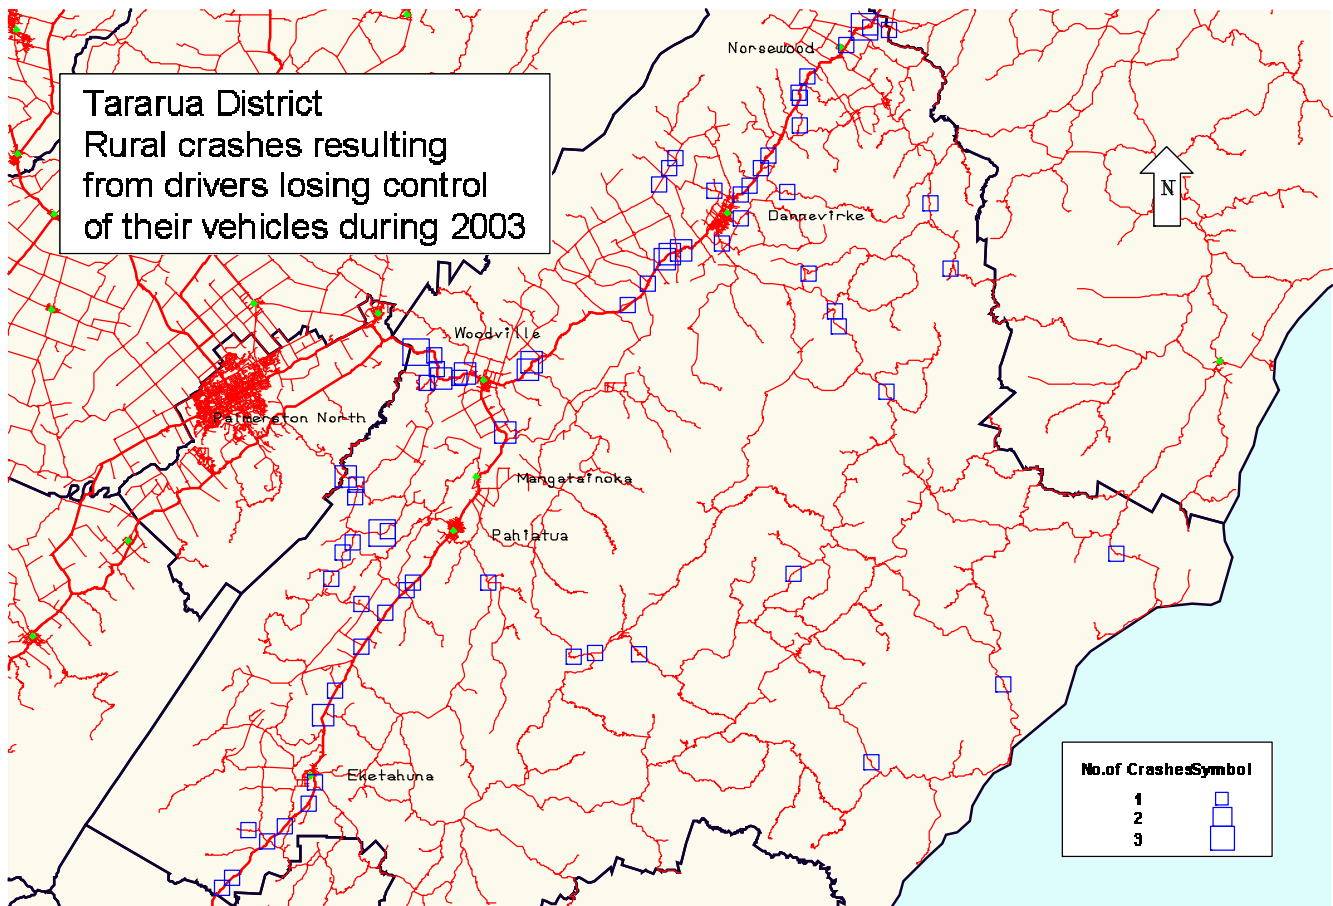 Norsewood
Tararua District
Rural crashes resulting
from drivers losing control
of their vehicles during 2003
N
Dannevirke
Woodville
Palmerston North
Mangatainoka
Pahiatua
Eketahuna
No.of Crashes Symbol
1
2
3